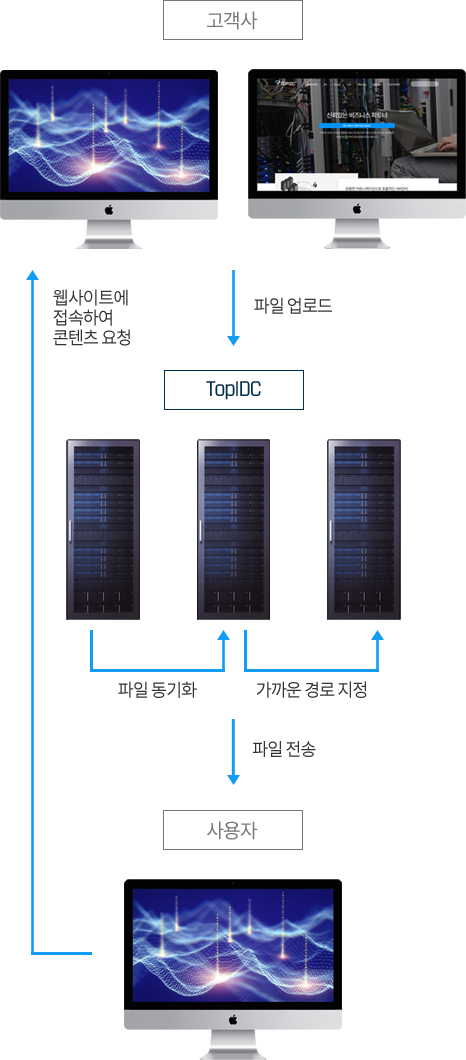 고객사
TOPIDC
신뢰있는 비즈니스 파트너
웹사이트에
접속하여
콘텐츠 요청
파일 업로드
TopIDC
파일 동기화
가까운 경로 지정
파일 전송
사용자